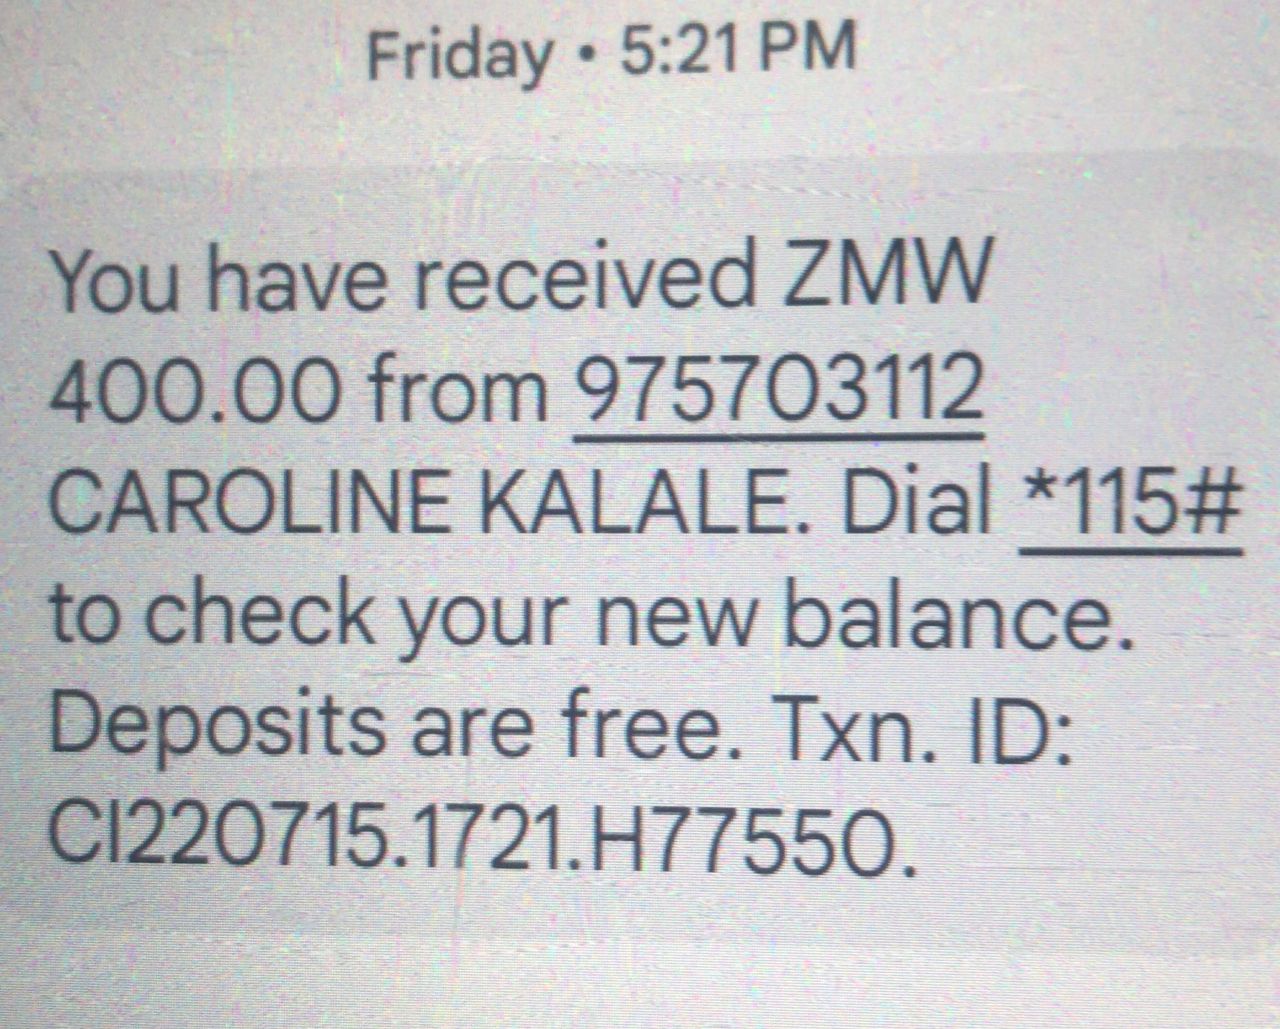 Friday • 5:21 PM
You have received ZMW
400.00 from 975703112
CAROLINE KALALE. Dial *115#
to check your new balance.
Deposits are free. Txn. ID:
CI220715.1721.H77550.